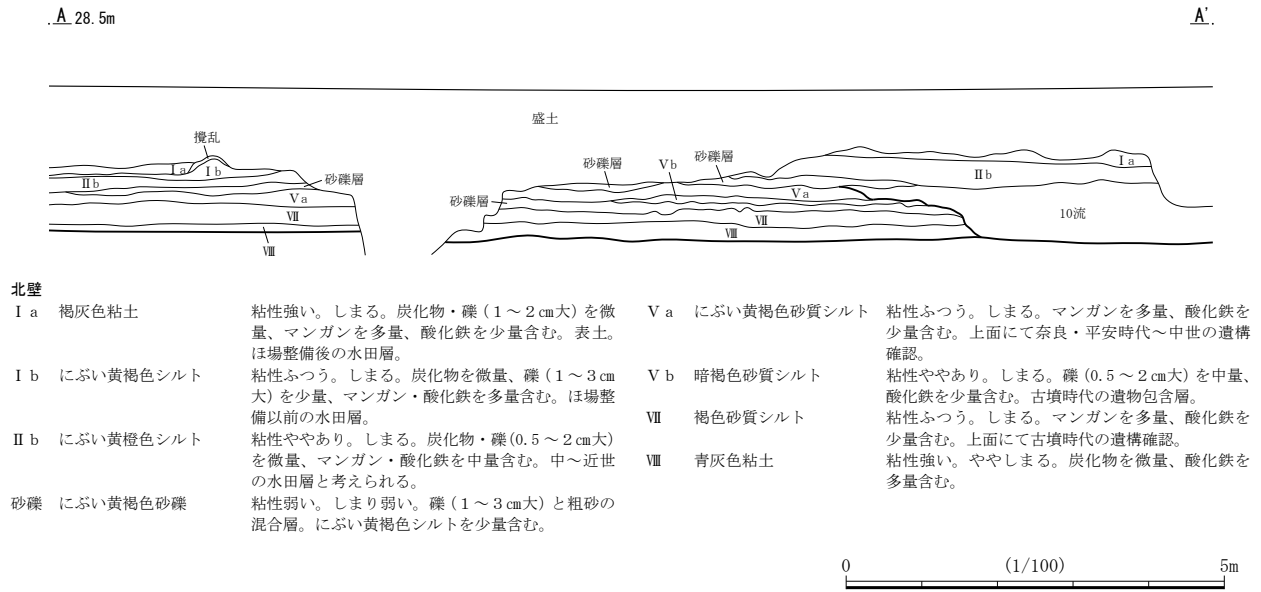 A 28.5m
A'
盛土
攪乱
Ⅰa
Ⅰb
砂礫層
Ⅴb
砂礫層
Ⅰa
Ⅱb
砂礫層
Ⅴa
砂礫層
Ⅴa
Ⅱb
Ⅶ
Ⅶ
10流
Ⅷ
Ⅷ
北壁
Ⅰa 褐灰色粘土 粘性強い。しまる。炭化物・礫(1～2㎝大)を微
量、マンガンを多量、酸化鉄を少量含む。表土。
ほ場整備後の水田層。
Ⅰb にぶい黄褐色シルト 粘性ふつう。しまる。炭化物を微量、礫(1～3㎝
大)を少量、マンガン・酸化鉄を多量含む。ほ場整
備以前の水田層。
Ⅱb にぶい黄橙色シルト 粘性ややあり。しまる。炭化物・礫(0.5～2㎝大)
を微量、マンガン・酸化鉄を中量含む。中～近世
の水田層と考えられる。
砂礫 にぶい黄褐色砂礫 粘性弱い。しまり弱い。礫(1～3㎝大)と粗砂の
混合層。にぶい黄褐色シルトを少量含む。
Ⅴa にぶい黄褐色砂質シルト 粘性ふつう。しまる。マンガンを多量、酸化鉄を
少量含む。上面にて奈良・平安時代～中世の遺構
確認。
Ⅴb 暗褐色砂質シルト 粘性ややあり。しまる。礫(0.5～2㎝大)を中量、
酸化鉄を少量含む。古墳時代の遺物包含層。
Ⅶ 褐色砂質シルト 粘性ふつう。しまる。マンガンを多量、酸化鉄を
少量含む。上面にて古墳時代の遺構確認。
Ⅷ 青灰色粘土 粘性強い。ややしまる。炭化物を微量、酸化鉄を
多量含む。
0 (1/100) 5m